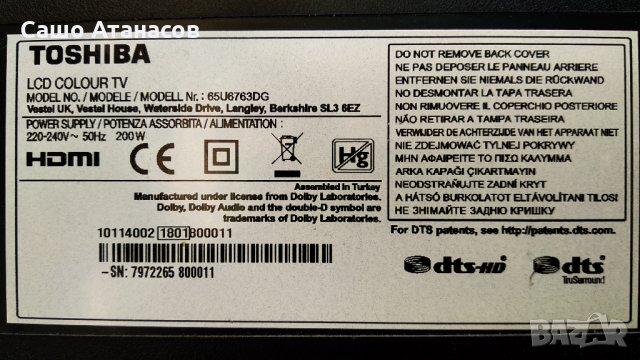 Сашо Атанасов
TOSHIBA
LCD COLOUR TV
MODEL NO. / MODELE / MODELL Nr. : 65U6763DG
Vestel UK, Vestel House, Waterside Drive, Langley, Berkshire SL3 6EZ
POWER SUPPLY / POTENZA ASSORBITA / ALIMENTATION :
220-240V ~ 50Hz 200W
HDMI
CE
Hg
Assembled in Turkey
Manufactured under license from Dolby Laboratories.
Dolby, Dolby Audio and the double-D symbol are
trademarks of Dolby Laboratories.
10114002 1801800011
-SN: 7972265 800011
DO NOT REMOVE BACK COVER
NE PAS DEPOSER LE PANNEAU ARRIERE
ENTFERNEN SIE NIEMALS DIE RÜCKWAND
NO DESMONTAR LA TAPA TRASERA
NON RIMUOVERE IL COPERCHIO POSTERIORE
NÃO RETIRAR A TAMPA TRASEIRA
VERWIJDER DE ACHTERZIJDE VAN HET APPARAAT NIET
NIE ZDEJMOWAĆ TYLNEJ POKRYWY
ΜΗΝ ΑΦΑΙΡΕΙΤΕ ΤΟ ΠΙΣΩ ΚΑΛΥΜΜΑ
ARKA KAPAĞI ÇIKARTMAYIN
NEODSTRAŇUJTE ZADNÍ KRYT
A HÁTSÓ BURKOLATOT ELTÁVOLÍTANI TILOS!
НЕ ЗНІМАЙТЕ ЗАДНЮ КРИШКУ
For DTS patents, see http://patents.dts.com.
dts-HD
dts
TruSurround
BAZAR